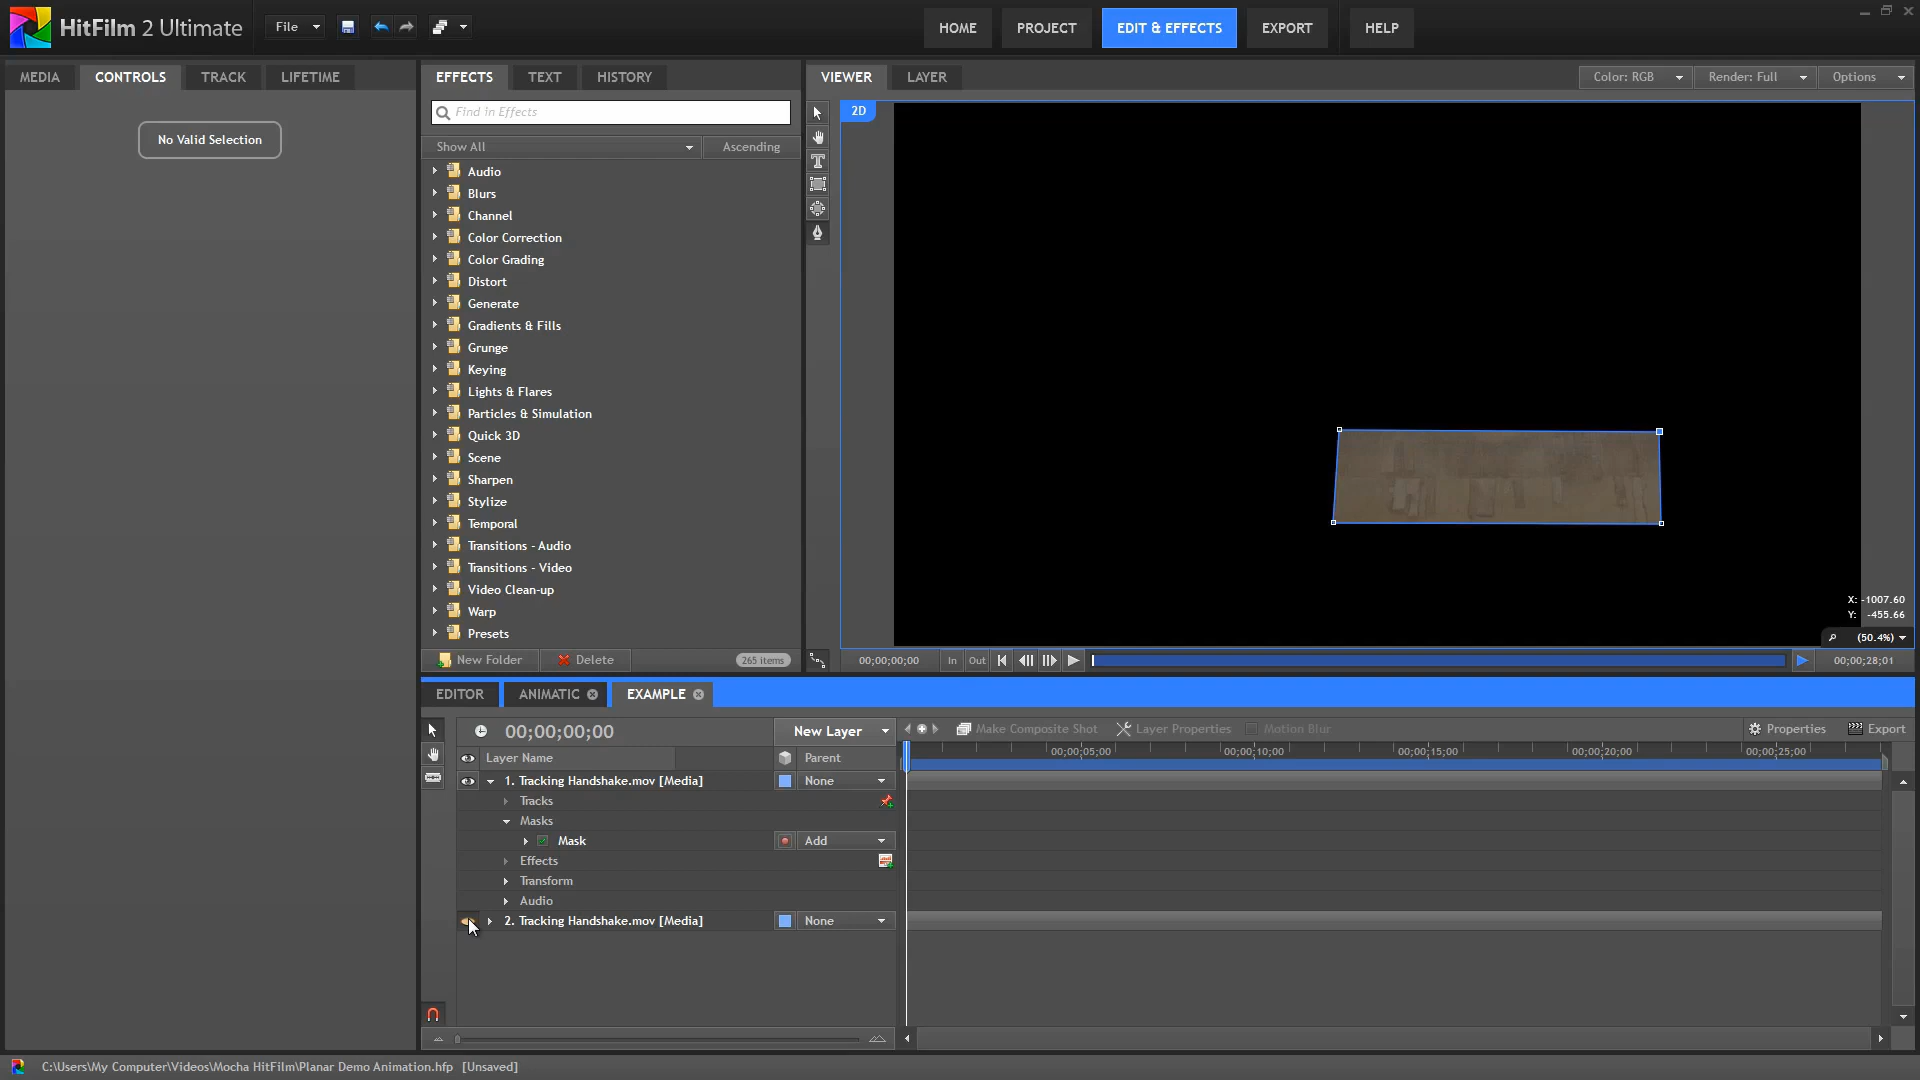 HitFilm 2 Ultimate
File
HOME
PROJECT
EDIT & EFFECTS
EXPORT
HELP
MEDIA
CONTROLS
TRACK
LIFETIME
EFFECTS
TEXT
HISTORY
VIEWER
LAYER
Color: RGB
Render: Full
Options
No Valid Selection
Find in Effects
2D
Show All
Ascending
Audio
Blurs
Channel
Color Correction
Color Grading
Distort
Generate
Gradients & Fills
Grunge
Keying
Lights & Flares
Particles & Simulation
Quick 3D
Scene
Sharpen
Stylize
Temporal
Transitions - Audio
Transitions - Video
Video Clean-up
Warp
Presets
X: -1007.60
Y: -455.66
(50.4%)
New Folder
Delete
265 items
00;00;00;00
In
Out
00;00;28;01
EDITOR
ANIMATIC
EXAMPLE
00;00;00;00
New Layer
Make Composite Shot
Layer Properties
Motion Blur
Properties
Export
Layer Name
Parent
00;00;05;00
00;00;10;00
00;00;15;00
00;00;20;00
00;00;25;00
1. Tracking Handshake.mov [Media]
None
Tracks
Masks
Mask
Add
Effects
Transform
Audio
2. Tracking Handshake.mov [Media]
None
C:\Users\My Computer\Videos\Mocha HitFilm\Planar Demo Animation.hfp [Unsaved]